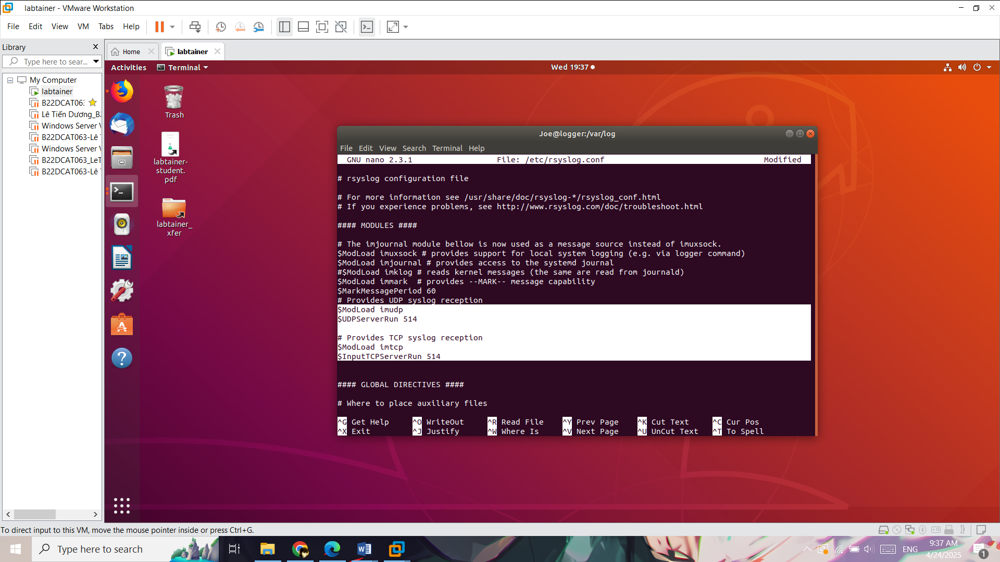 labtainer - VMware Workstation
File Edit View VM Tabs Help
Library
Type here to sear...
My Computer
labtainer
B22DCAT06:
Lê Tiến Dương_B2
Windows Server V
B22DCAT063-Lê T
Windows Server V
B22DCAT063_LeT
B22DCAT063-Lê T
Home
labtainer
Activities
Terminal
Wed 19:37
Trash
labtainer-
student.
pdf
labtainer_
xfer
Joe@logger:/var/log
File Edit View Search Terminal Help
GNU nano 2.3.1 File: /etc/rsyslog.conf Modified
# rsyslog configuration file
# For more information see /usr/share/doc/rsyslog-*/rsyslog_conf.html
# If you experience problems, see http://www.rsyslog.com/doc/troubleshoot.html
#### MODULES ####
# The imjournal module bellow is now used as a message source instead of imuxsock.
$ModLoad imuxsock # provides support for local system logging (e.g. via logger command)
$ModLoad imjournal # provides access to the systemd journal
#$ModLoad imklog # reads kernel messages (the same are read from journald)
$ModLoad immark  # provides --MARK-- message capability
$MarkMessagePeriod 60
# Provides UDP syslog reception
$ModLoad imudp
$UDPServerRun 514
# Provides TCP syslog reception
$ModLoad imtcp
$InputTCPServerRun 514
#### GLOBAL DIRECTIVES ####
# Where to place auxiliary files
^G Get Help ^O WriteOut ^R Read File ^Y Prev Page ^K Cut Text ^C Cur Pos
^X Exit ^J Justify ^W Where Is ^V Next Page ^U UnCut Text ^T To Spell
To direct input to this VM, move the mouse pointer inside or press Ctrl+G.
Type here to search
ENG
9:37 AM
4/24/2025
1